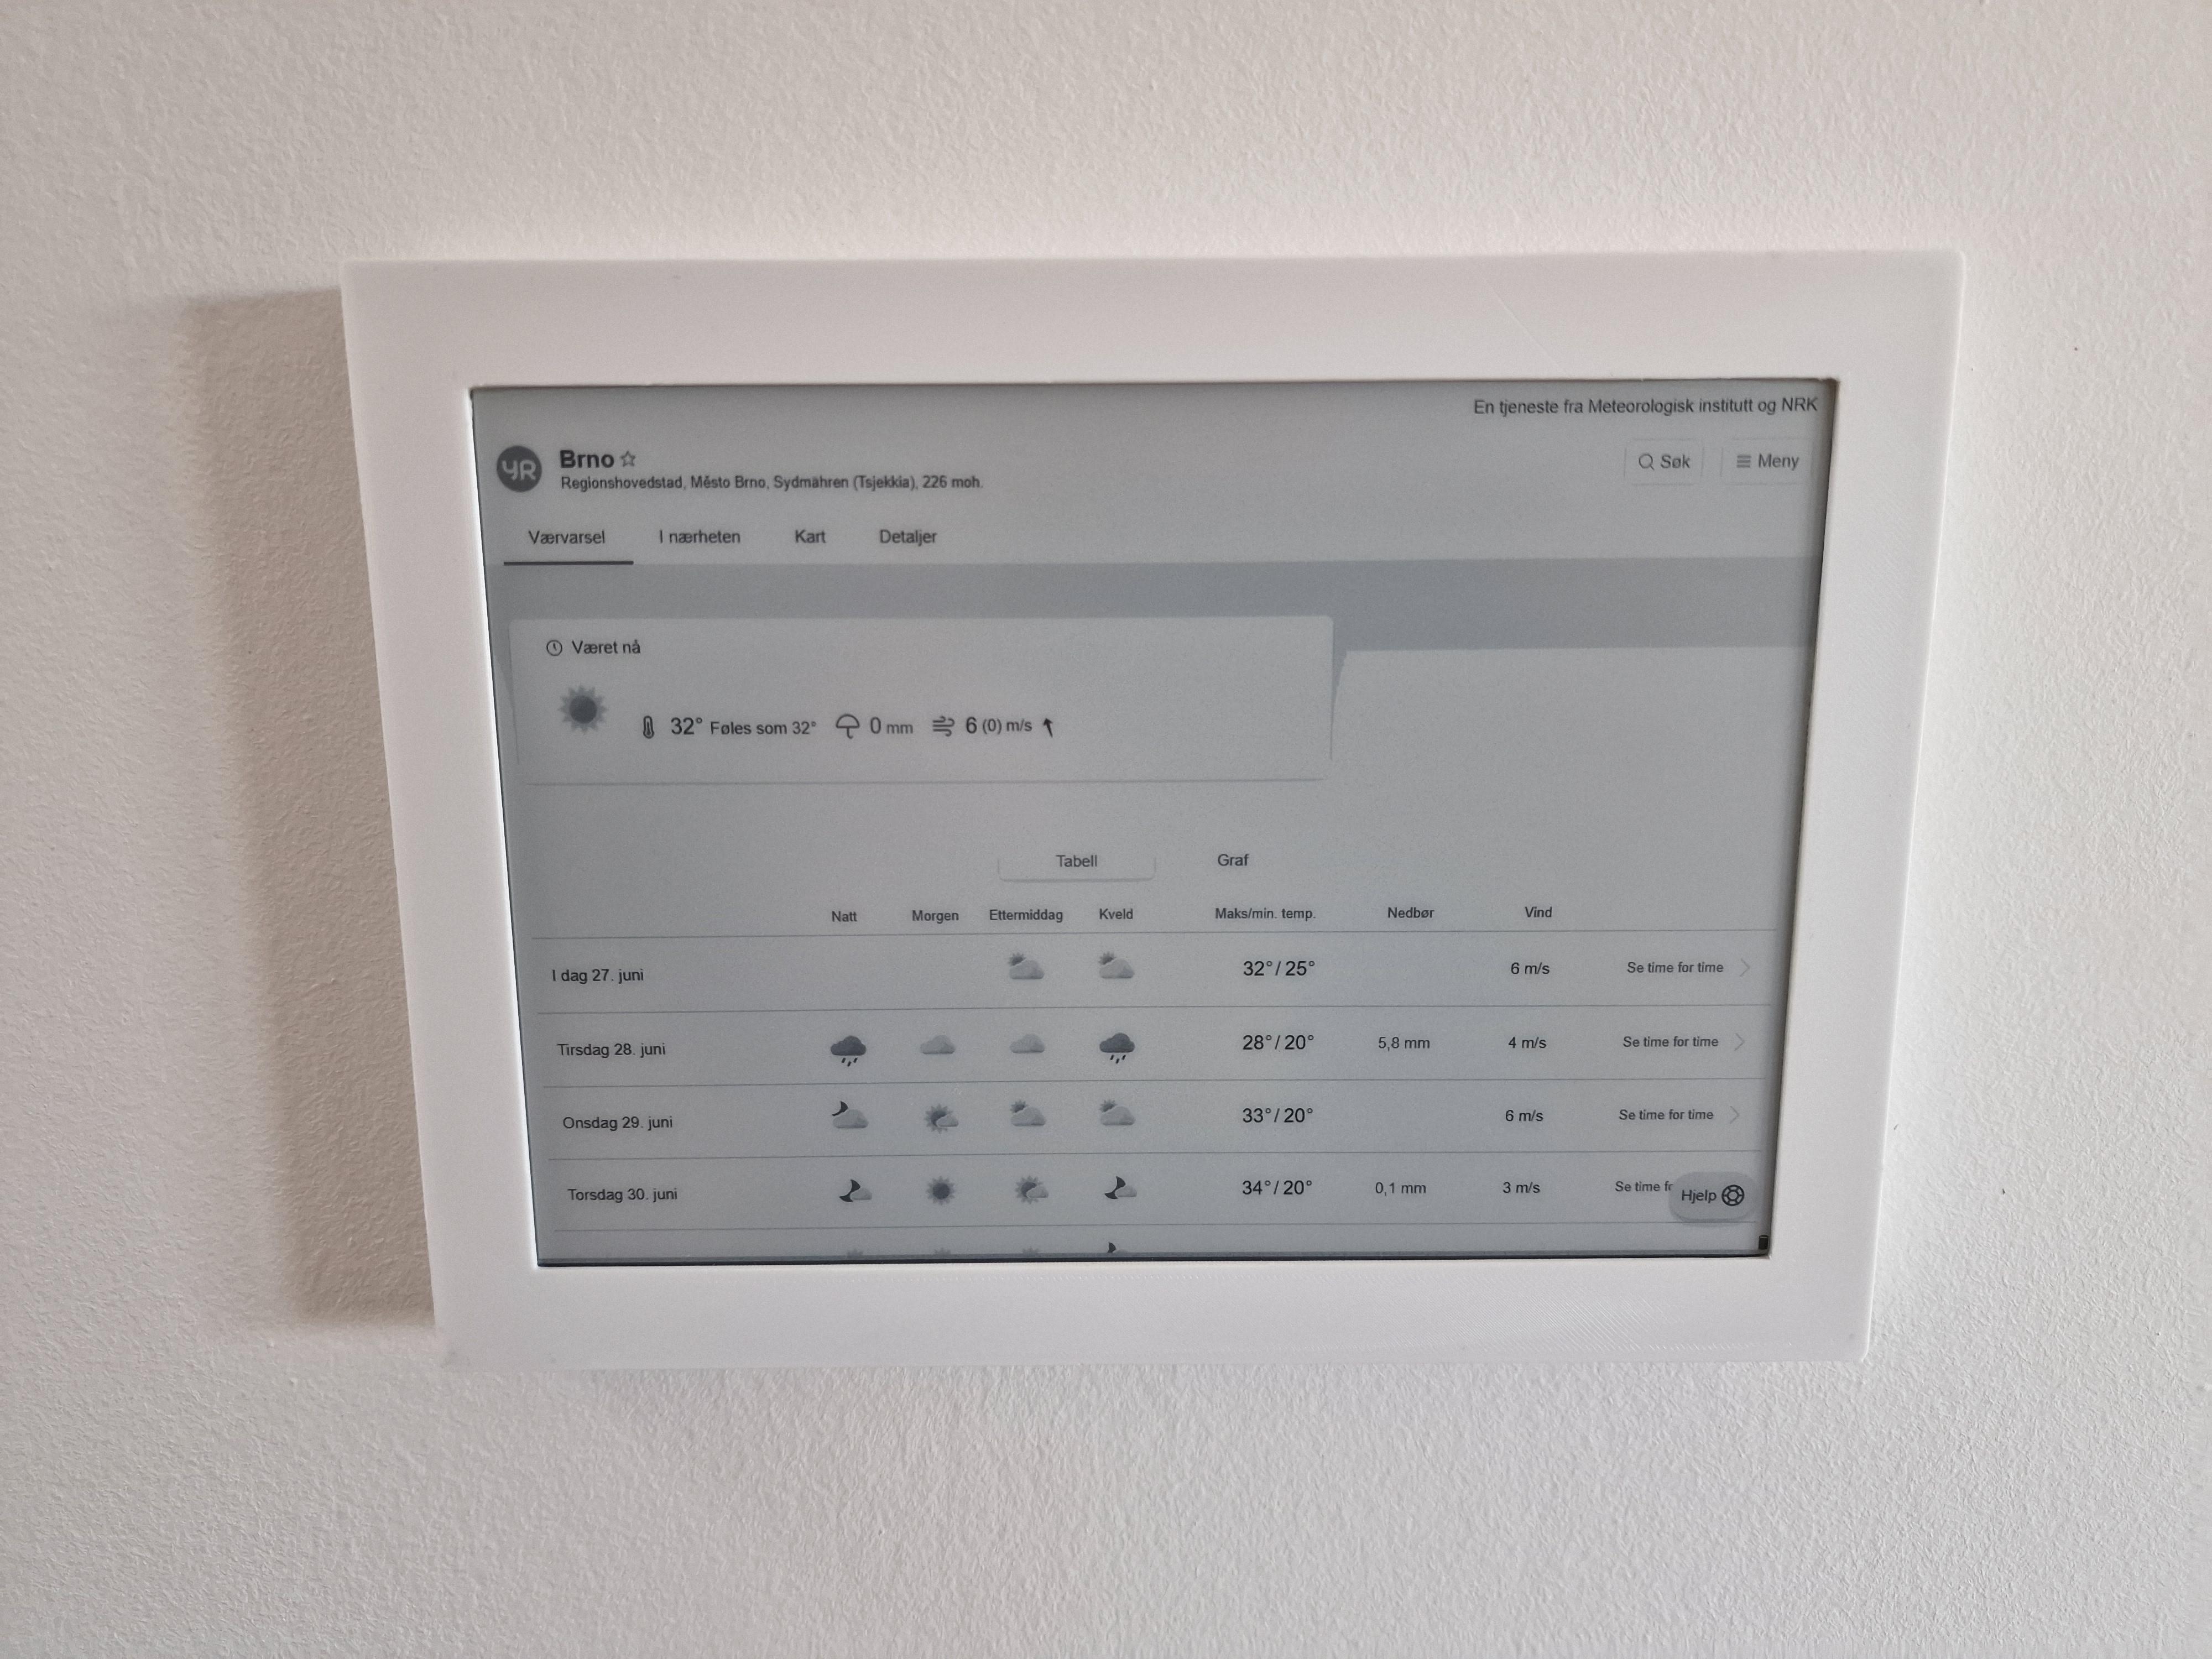 En tjeneste fra Meteorologisk institutt og NRK
YR
Brno
Regionshovedstad, Město Brno, Sydmähren (Tsjekkia), 226 moh.
Søk
Meny
Værvarsel I nærheten Kart Detaljer
Været nå
32° Føles som 32° 0 mm 6 (0) m/s
Tabell Graf
Natt Morgen Ettermiddag Kveld Maks/min. temp. Nedbør Vind
I dag 27. juni 32°/25° 6 m/s Se time for time
Tirsdag 28. juni 28°/20° 5,8 mm 4 m/s Se time for time
Onsdag 29. juni 33°/20° 6 m/s Se time for time
Torsdag 30. juni 34°/20° 0,1 mm 3 m/s Se time
Hjelp